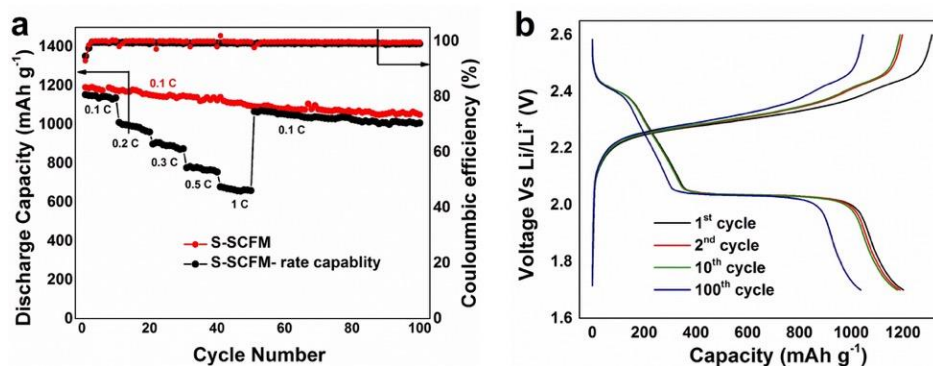 a
Discharge Capacity (mAh g-1)
1400
1200
1000
800
600
400
200
0
0.1 C
0.1 C
0.2 C
0.3 C
0.5 C
1 C
0.1 C
S-SCFM
S-SCFM- rate capablity
0 20 40 60 80 100
Cycle Number
100
80
60
40
20
0
Couloumbic efficiency (%)
b
Voltage Vs Li/Li+ (V)
2.6
2.4
2.2
2.0
1.8
1.6
1st cycle
2nd cycle
10th cycle
100th cycle
0 200 400 600 800 1000 1200
Capacity (mAh g-1)